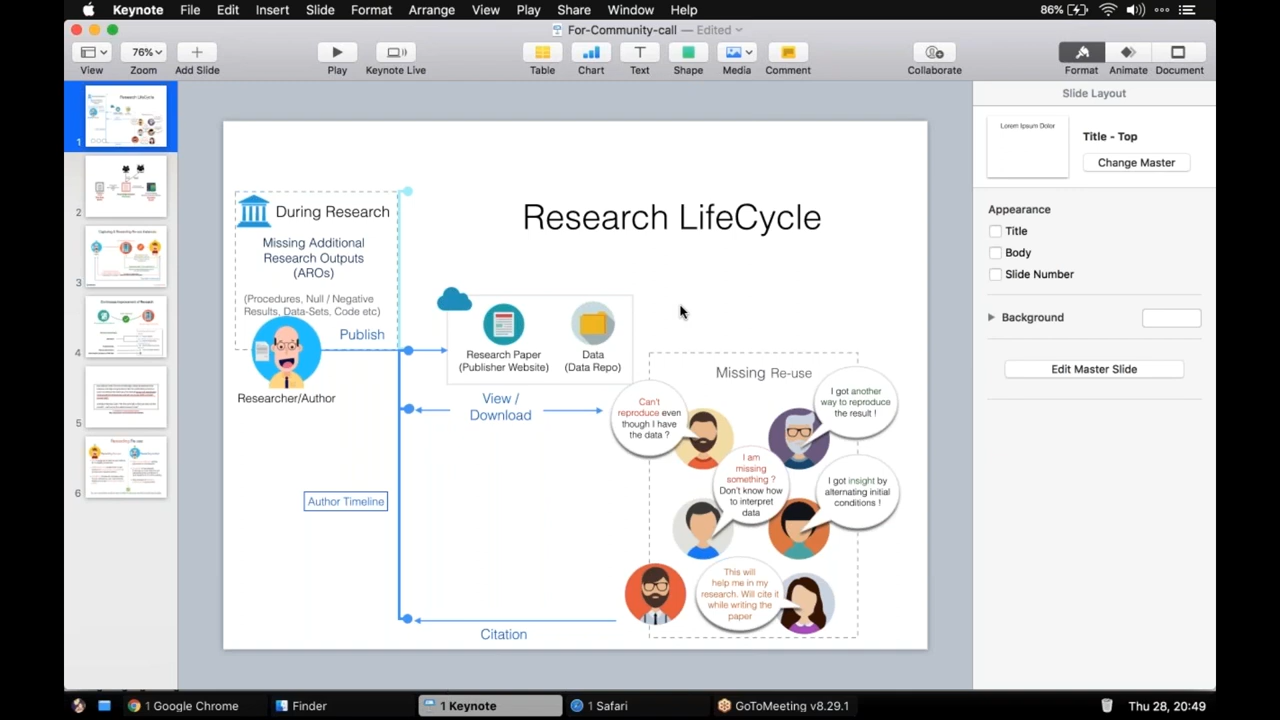 Keynote File Edit Insert Slide Format Arrange View Play Share Window Help
86%
For-Community-call — Edited
76%
View Zoom Add Slide
Play Keynote Live
Table Chart Text Shape Media Comment
Collaborate
Format Animate Document
1
2
3
4
5
6
During Research
Missing Additional
Research Outputs
(AROs)
(Procedures, Null / Negative
Results, Data-Sets, Code etc)
Publish
Researcher/Author
Research LifeCycle
Research Paper
(Publisher Website)
Data
(Data Repo)
View /
Download
Author Timeline
Citation
Missing Re-use
Can't
reproduce even
though I have
the data ?
I got another
way to reproduce
the result !
I am
missing
something ?
Don't know how
to interpret
data
I got insight by
alternating initial
conditions !
This will
help me in my
research. Will cite it
while writing the
paper
Slide Layout
Lorem Ipsum Dolor
Title - Top
Change Master
Appearance
Title
Body
Slide Number
Background
Edit Master Slide
1 Google Chrome
Finder
1 Keynote
1 Safari
GoToMeeting v8.29.1
Thu 28, 20:49